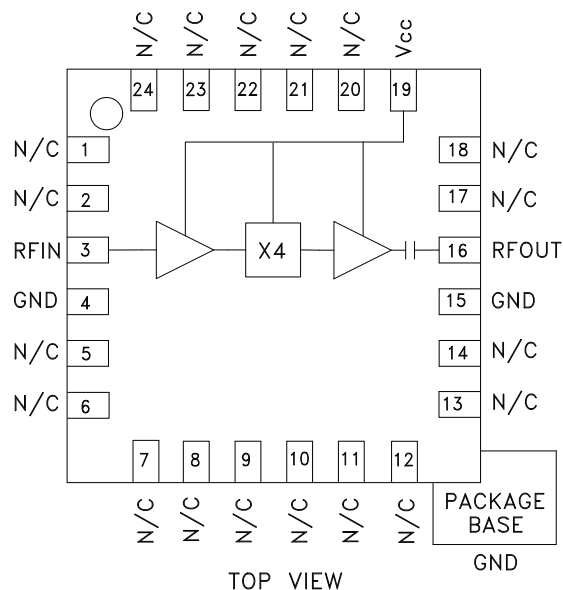 N/C N/C N/C N/C N/C Vcc
24 23 22 21 20 19
N/C 1 18 N/C
N/C 2 17 N/C
RFIN 3 X4 16 RFOUT
GND 4 15 GND
N/C 5 14 N/C
N/C 6 13 N/C
7 8 9 10 11 12
N/C N/C N/C N/C N/C N/C
PACKAGE
BASE
GND
TOP VIEW